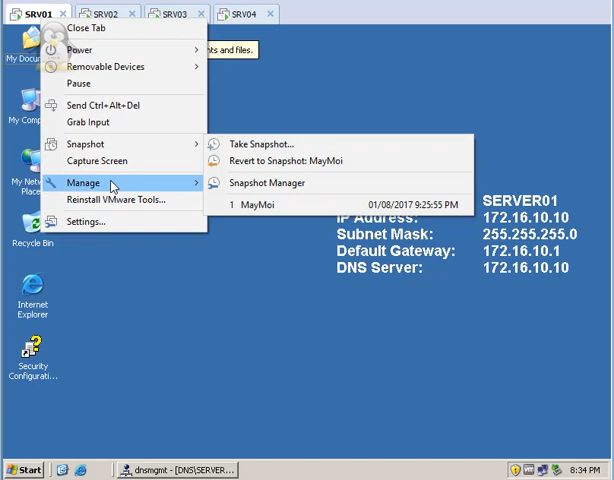 SRV01
SRV02
SRV03
SRV04
Close Tab
My Docum
Power
nts and files.
Removable Devices
Pause
My Comp
Send Ctrl+Alt+Del
Grab Input
Snapshot
Take Snapshot...
Capture Screen
Revert to Snapshot: MayMoi
My Netw
Place
Manage
Snapshot Manager
Reinstall VMware Tools...
1 MayMoi 01/08/2017 9:25:55 PM
Settings...
SERVER01
IP Address: 172.16.10.10
Subnet Mask: 255.255.255.0
Default Gateway: 172.16.10.1
DNS Server: 172.16.10.10
Recycle Bin
Internet
Explorer
Security
Configurati...
Start
dnsmgmt - [DNS\SERVER...
8:34 PM